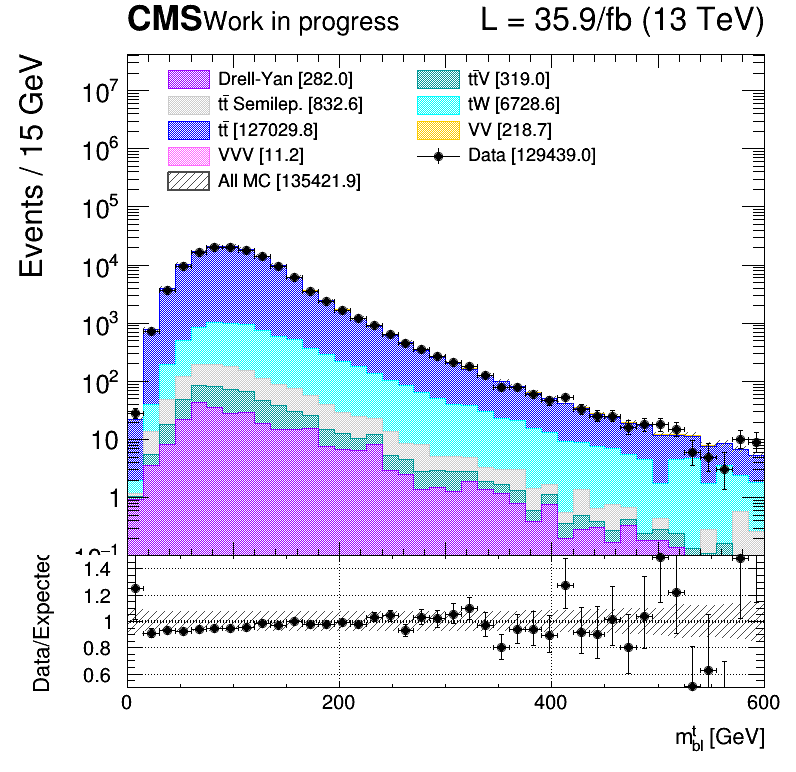 CMS Work in progress L = 35.9/fb (13 TeV)
Events / 15 GeV
10⁷
10⁶
10⁵
10⁴
10³
10²
10
1
10⁻¹
Drell-Yan [282.0]
tt̄ Semilep. [832.6]
tt̄ [127029.8]
VVV [11.2]
All MC [135421.9]
tt̄V [319.0]
tW [6728.6]
VV [218.7]
Data [129439.0]
Data/Expected
1.4
1.2
1
0.8
0.6
0 200 400 600
mᵗbl [GeV]